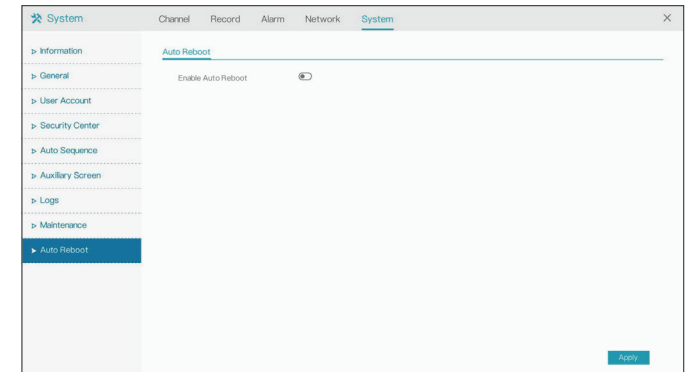 System
Channel Record Alarm Network System
Information
General
User Account
Security Center
Auto Sequence
Auxiliary Screen
Logs
Maintenance
Auto Reboot
Auto Reboot
Enable Auto Reboot
Apply